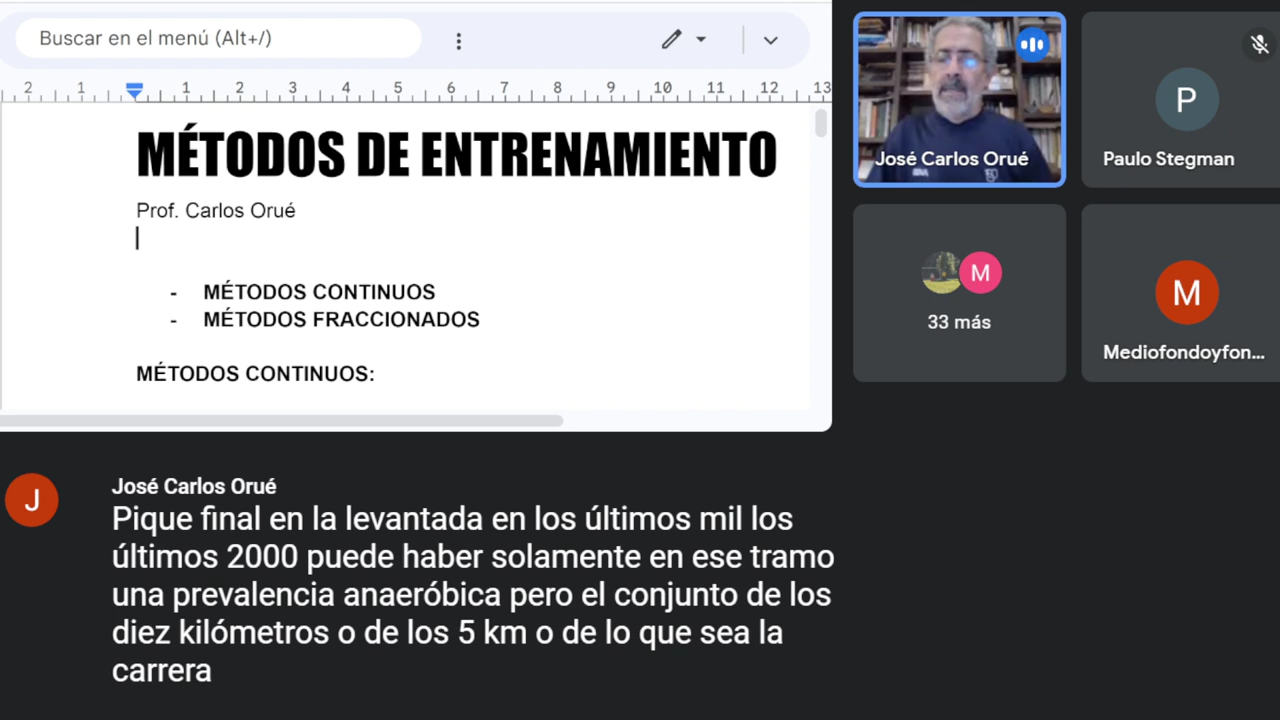 Buscar en el menú (Alt+/)
2 1 1 2 3 4 5 6 7 8 9 10 11 12 13
MÉTODOS DE ENTRENAMIENTO
Prof. Carlos Orué
- MÉTODOS CONTINUOS
- MÉTODOS FRACCIONADOS
MÉTODOS CONTINUOS:
José Carlos Orué
P
Paulo Stegman
M
33 más
M
Mediofondoyfon...
J
José Carlos Orué
Pique final en la levantada en los últimos mil los
últimos 2000 puede haber solamente en ese tramo
una prevalencia anaeróbica pero el conjunto de los
diez kilómetros o de los 5 km o de lo que sea la
carrera